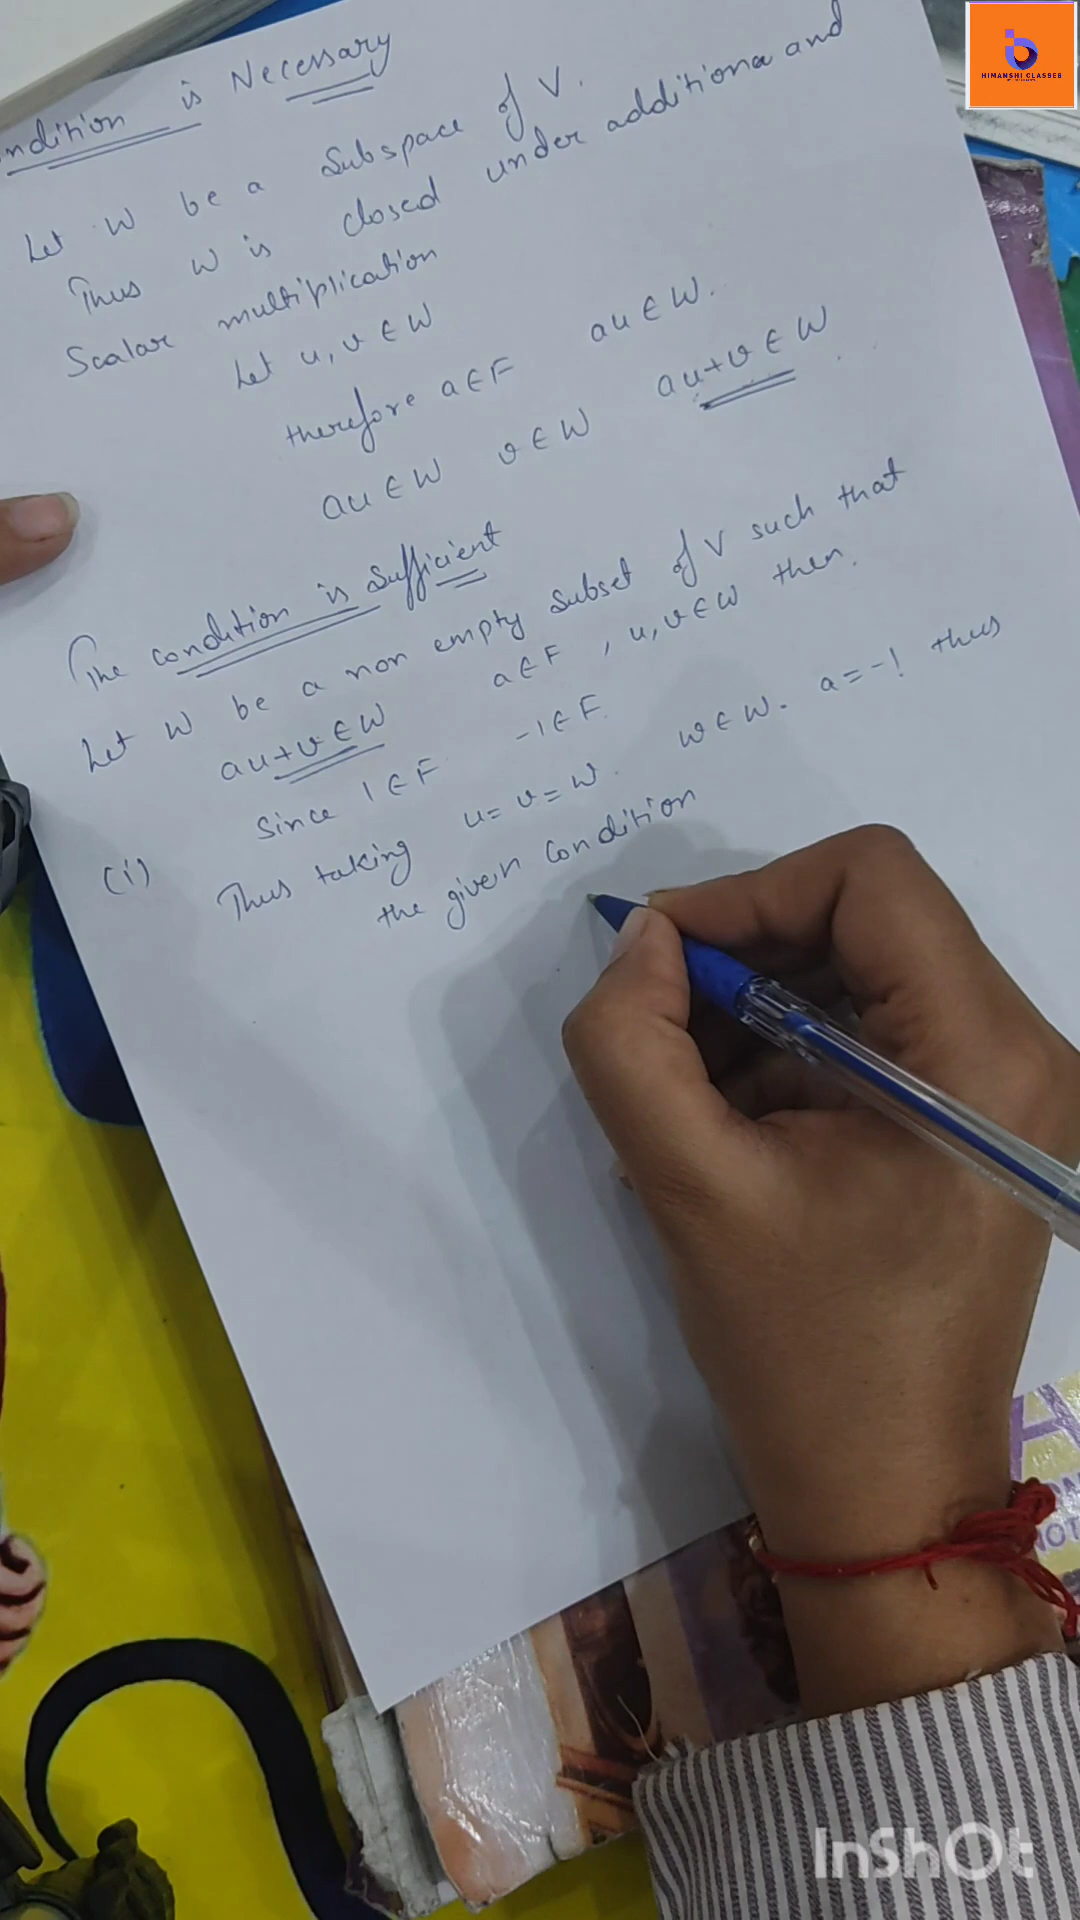 ndition is Necessary
Let W be a Subspace of V.
Thus W is closed under additiona and
Scalar multiplication
Let u, v ∈ W
therefore a ∈ F au ∈ W.
au ∈ W v ∈ W au+v ∈ W
The condition is Sufficient
Let W be a non empty subset of V such that
au+v ∈ W a ∈ F , u, v ∈ W then.
Since 1 ∈ F -1 ∈ F.
(i) Thus taking u = v = w. w ∈ W. a = -1 thus
the given condition
HIMANSHI CLASSES
InShOt